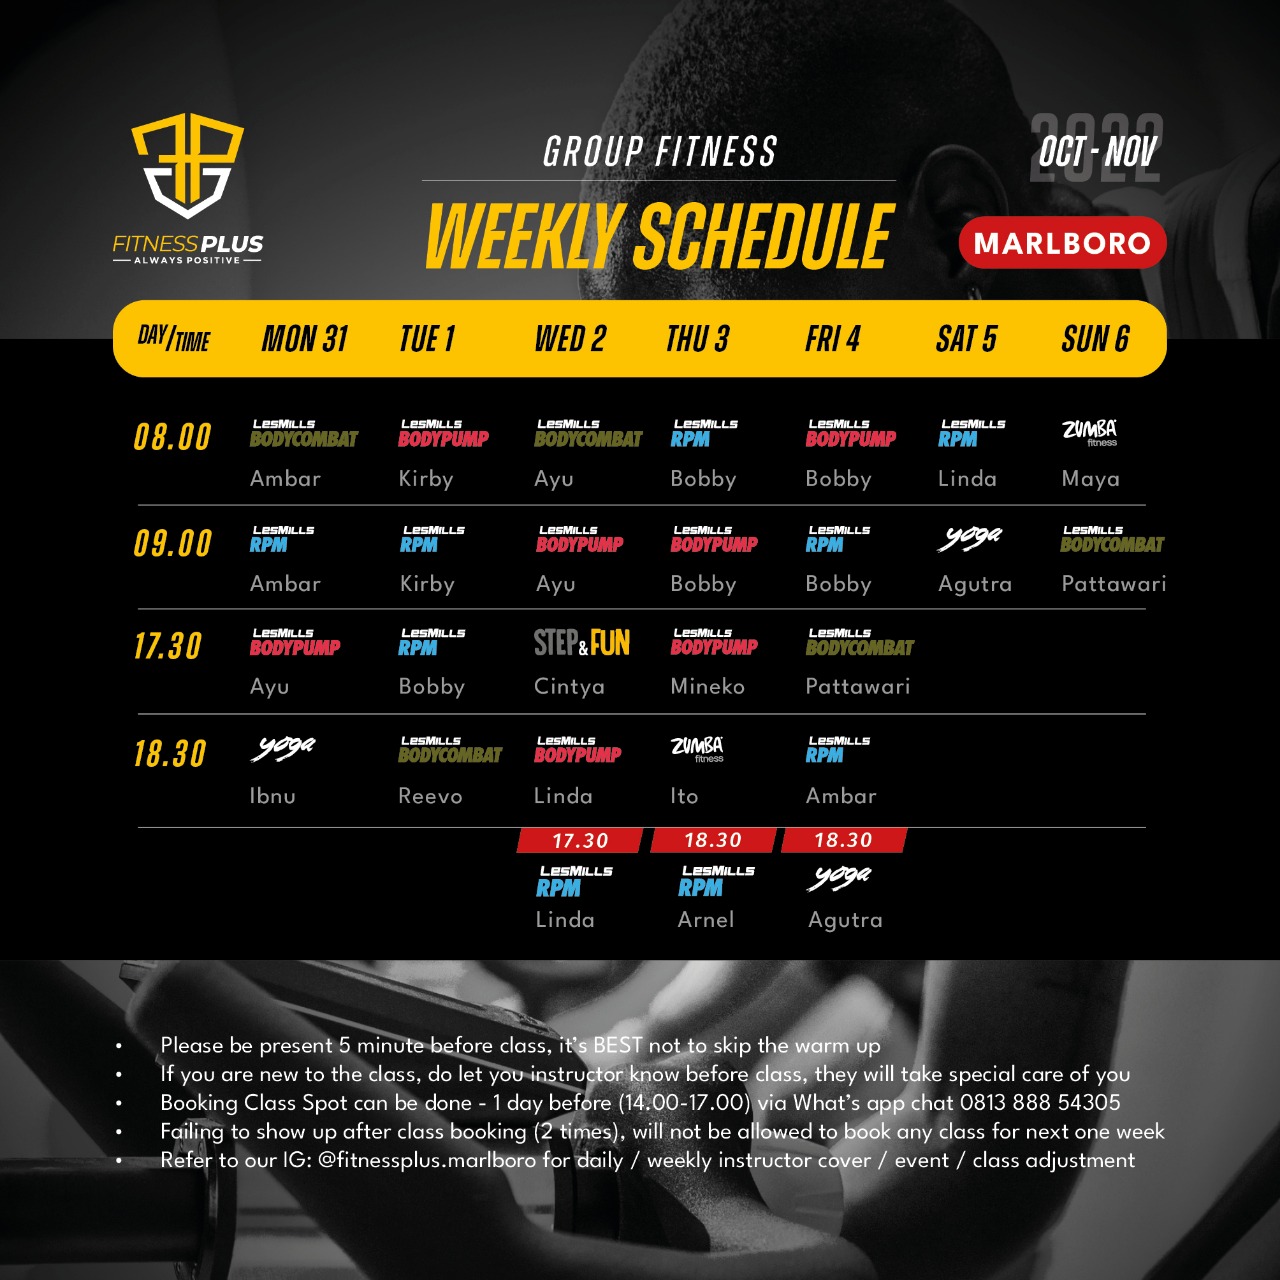 FITNESS PLUS
ALWAYS POSITIVE
GROUP FITNESS
WEEKLY SCHEDULE
2022
OCT - NOV
MARLBORO
DAY/TIME MON 31 TUE 1 WED 2 THU 3 FRI 4 SAT 5 SUN 6
08.00 LESMILLS BODYCOMBAT LESMILLS BODYPUMP LESMILLS BODYCOMBAT LESMILLS RPM LESMILLS BODYPUMP LESMILLS RPM ZUMBA fitness
Ambar Kirby Ayu Bobby Bobby Linda Maya
09.00 LESMILLS RPM LESMILLS RPM LESMILLS BODYPUMP LESMILLS BODYPUMP LESMILLS RPM yoga LESMILLS BODYCOMBAT
Ambar Kirby Ayu Bobby Bobby Agutra Pattawari
17.30 LESMILLS BODYPUMP LESMILLS RPM STEP & FUN LESMILLS BODYPUMP LESMILLS BODYCOMBAT
Ayu Bobby Cintya Mineko Pattawari
18.30 yoga LESMILLS BODYCOMBAT LESMILLS BODYPUMP ZUMBA fitness LESMILLS RPM
Ibnu Reevo Linda Ito Ambar
17.30 18.30 18.30
LESMILLS RPM LESMILLS RPM yoga
Linda Arnel Agutra
• Please be present 5 minute before class, it's BEST not to skip the warm up
• If you are new to the class, do let you instructor know before class, they will take special care of you
• Booking Class Spot can be done - 1 day before (14.00-17.00) via What's app chat 0813 888 54305
• Failing to show up after class booking (2 times), will not be allowed to book any class for next one week
• Refer to our IG: @fitnessplus.marlboro for daily / weekly instructor cover / event / class adjustment